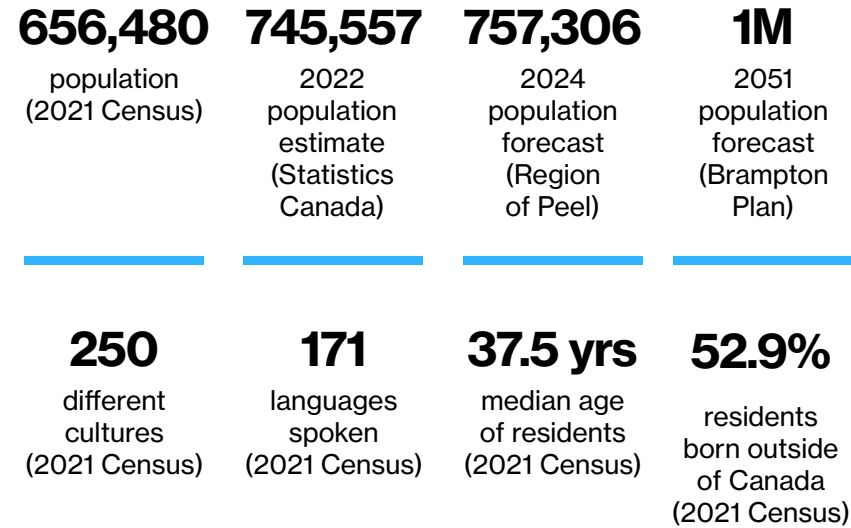 656,480
population
(2021 Census)
745,557
2022
population
estimate
(Statistics
Canada)
757,306
2024
population
forecast
(Region
of Peel)
1M
2051
population
forecast
(Brampton
Plan)
250
different
cultures
(2021 Census)
171
languages
spoken
(2021 Census)
37.5 yrs
median age
of residents
(2021 Census)
52.9%
residents
born outside
of Canada
(2021 Census)